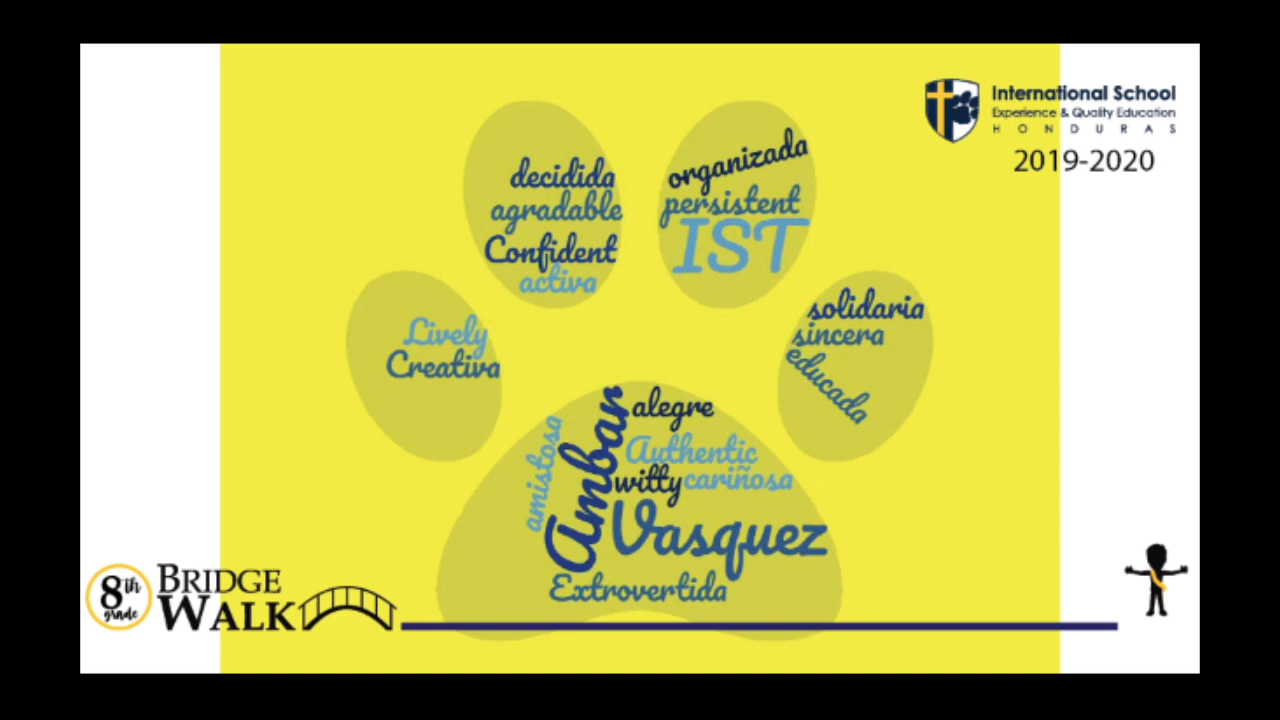 International School
Experience & Quality Education
HONDURAS
2019-2020
decidida
agradable
Confident
activa
organizada
persistent
IST
Lively
Creativa
solidaria
sincera
educada
alegre
amistosa
Ambar
Authentic
witty cariñosa
Vasquez
Extrovertida
8th grade
BRIDGE
WALK